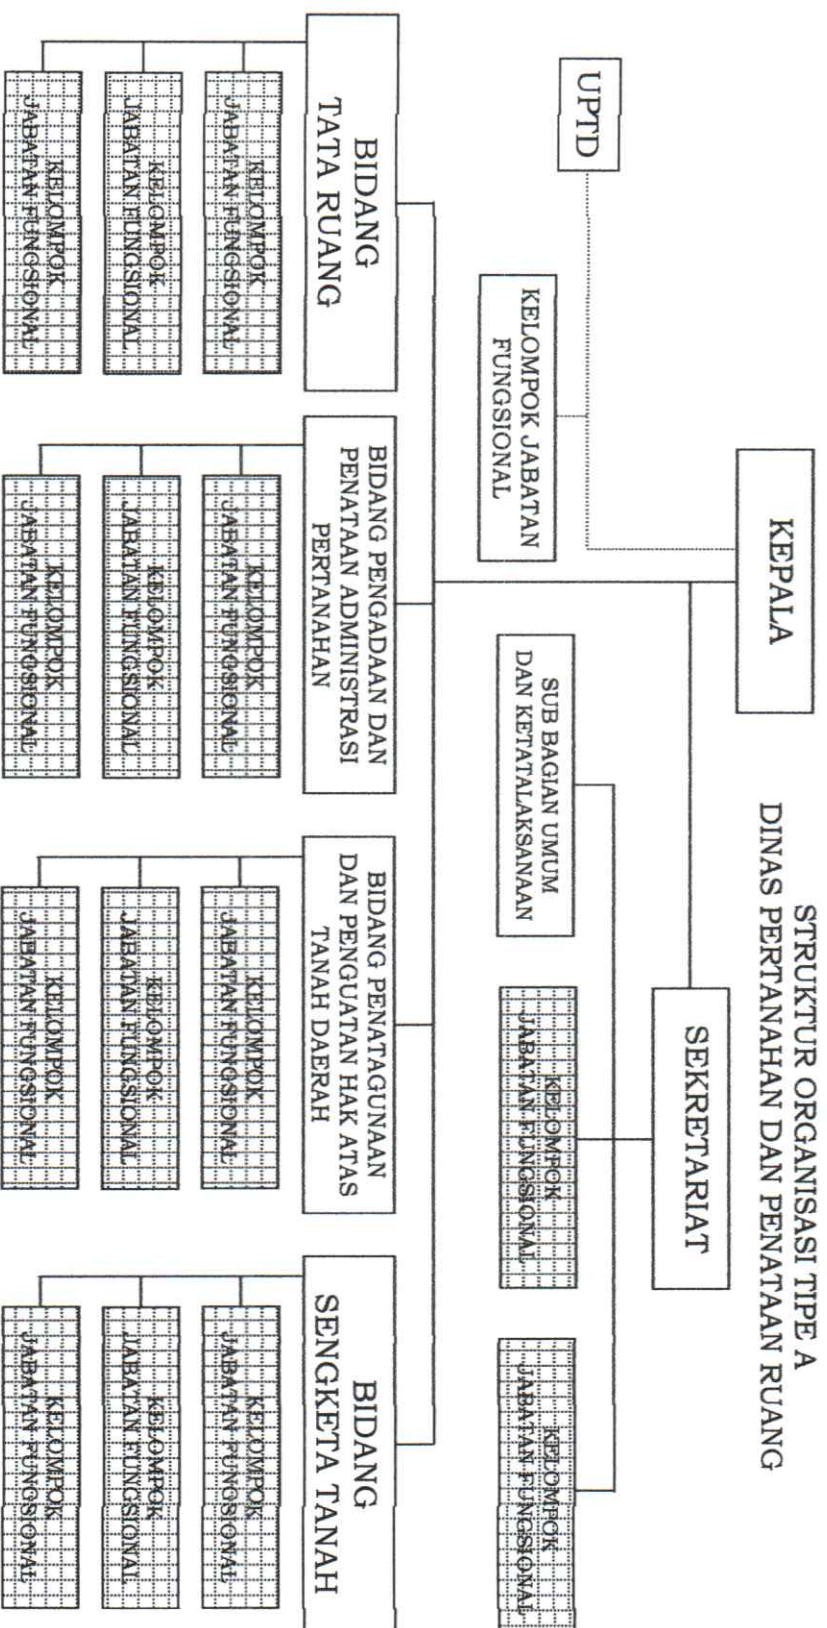 STRUKTUR ORGANISASI TIPE A
DINAS PERTANAHAN DAN PENATAAN RUANG
KEPALA
SEKRETARIAT
UPTD
KELOMPOK JABATAN
FUNGSIONAL
SUB BAGIAN UMUM
DAN KETATALAKSANAAN
KELOMPOK
JABATAN FUNGSIONAL
KELOMPOK
JABATAN FUNGSIONAL
BIDANG
TATA RUANG
BIDANG PENGADAAN DAN
PENATAAN ADMINISTRASI
PERTANAHAN
BIDANG PENATAGUNAAN
DAN PENGUATAN HAK ATAS
TANAH DAERAH
BIDANG
SENGKETA TANAH
KELOMPOK
JABATAN FUNGSIONAL
KELOMPOK
JABATAN FUNGSIONAL
KELOMPOK
JABATAN FUNGSIONAL
KELOMPOK
JABATAN FUNGSIONAL
KELOMPOK
JABATAN FUNGSIONAL
KELOMPOK
JABATAN FUNGSIONAL
KELOMPOK
JABATAN FUNGSIONAL
KELOMPOK
JABATAN FUNGSIONAL
KELOMPOK
JABATAN FUNGSIONAL
KELOMPOK
JABATAN FUNGSIONAL
KELOMPOK
JABATAN FUNGSIONAL
KELOMPOK
JABATAN FUNGSIONAL